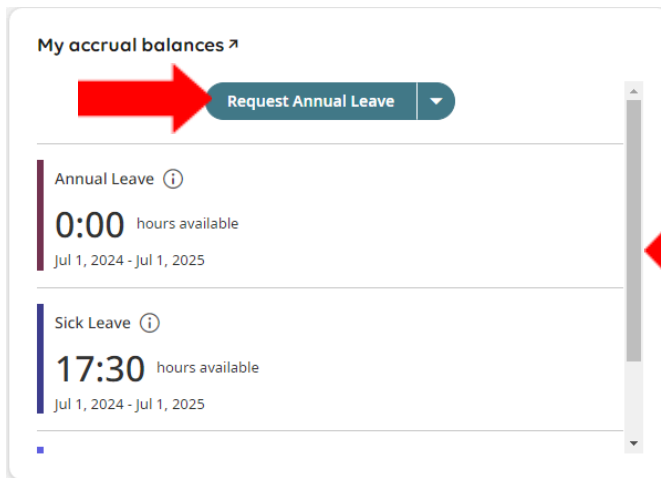 My accrual balances ↗
Request Annual Leave
Annual Leave
0:00 hours available
Jul 1, 2024 - Jul 1, 2025
Sick Leave
17:30 hours available
Jul 1, 2024 - Jul 1, 2025